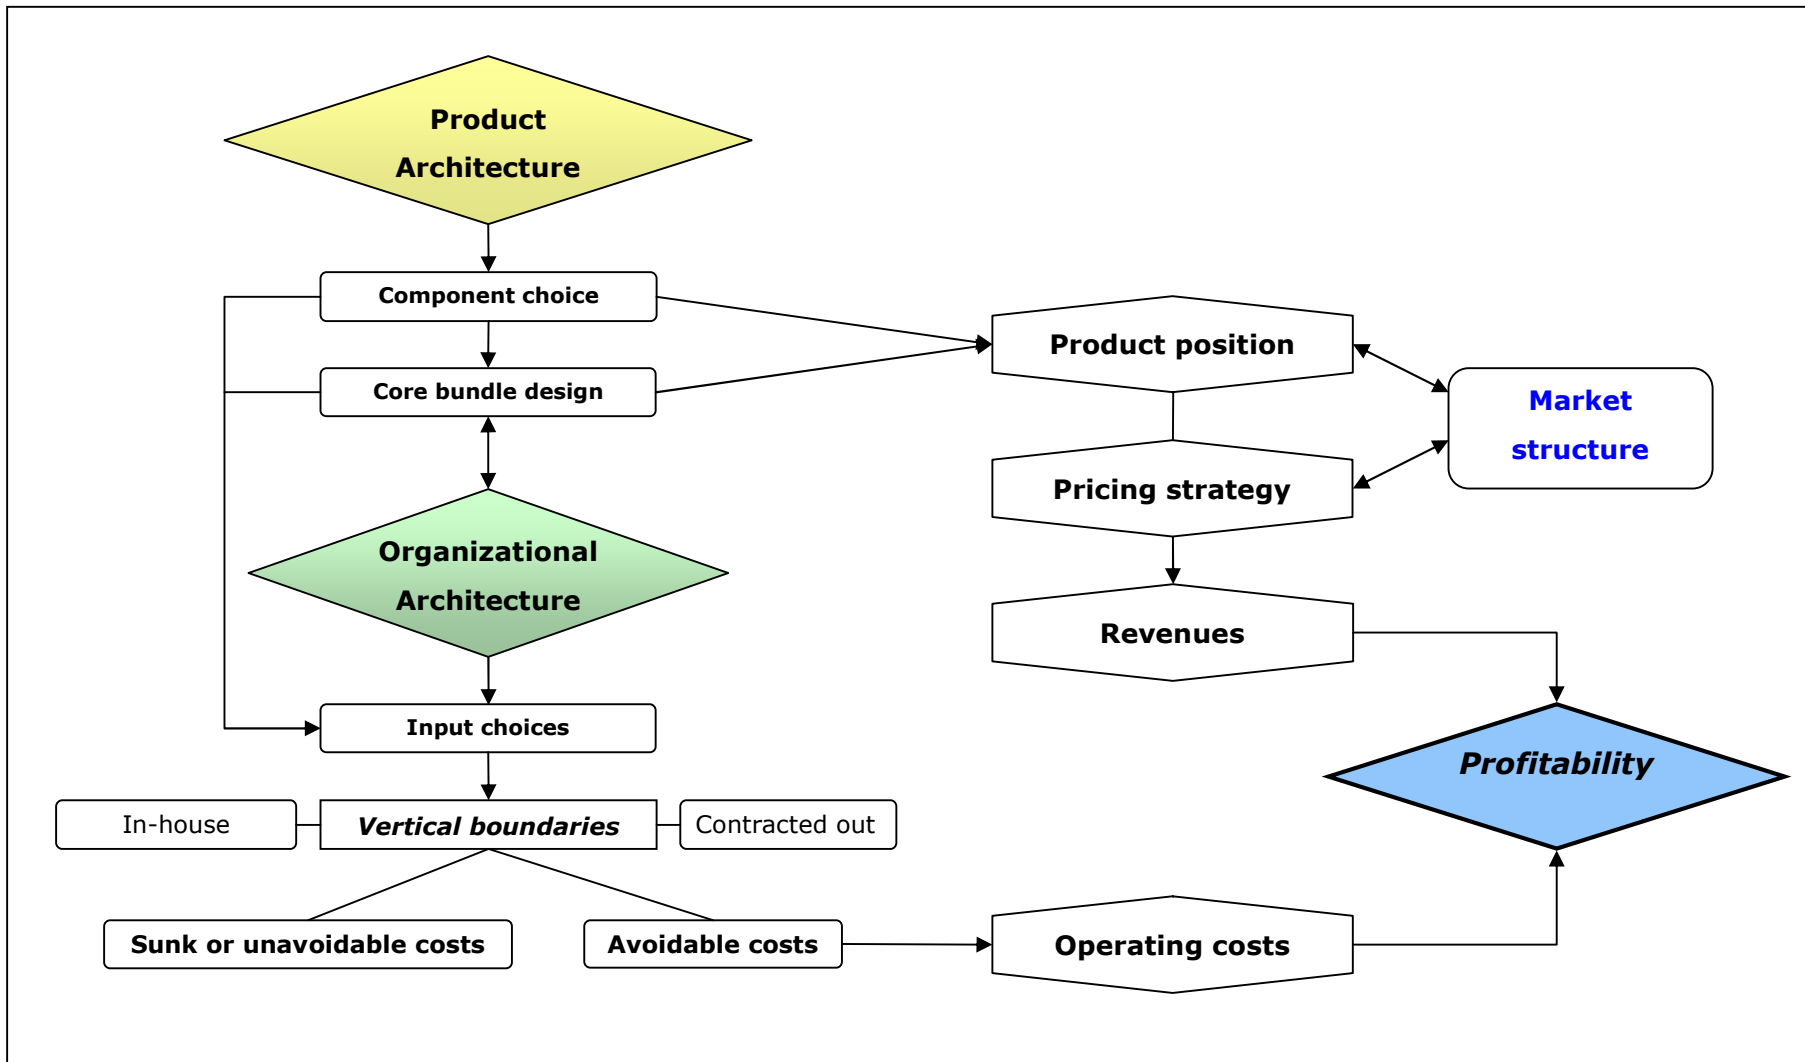 Product
Architecture
Component choice
Core bundle design
Organizational
Architecture
Input choices
In-house
Vertical boundaries
Contracted out
Sunk or unavoidable costs
Avoidable costs
Product position
Market
structure
Pricing strategy
Revenues
Profitability
Operating costs